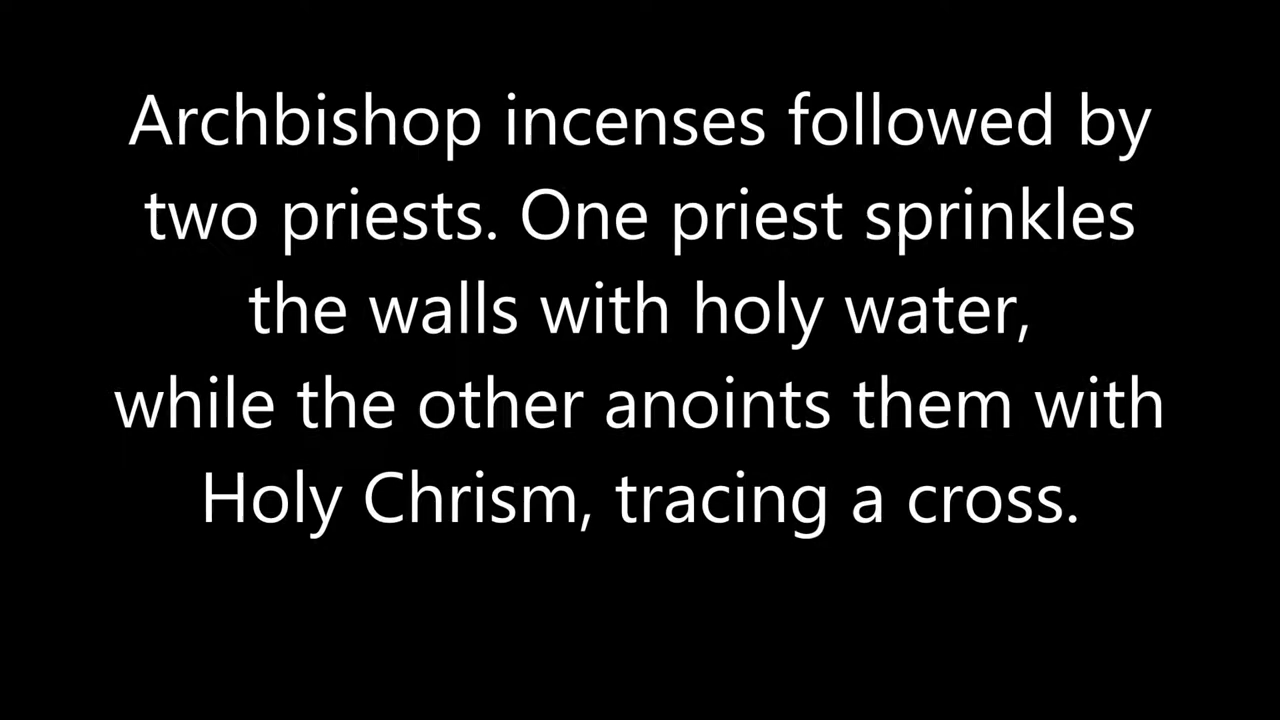 Archbishop incenses followed by
two priests. One priest sprinkles
the walls with holy water,
while the other anoints them with
Holy Chrism, tracing a cross.